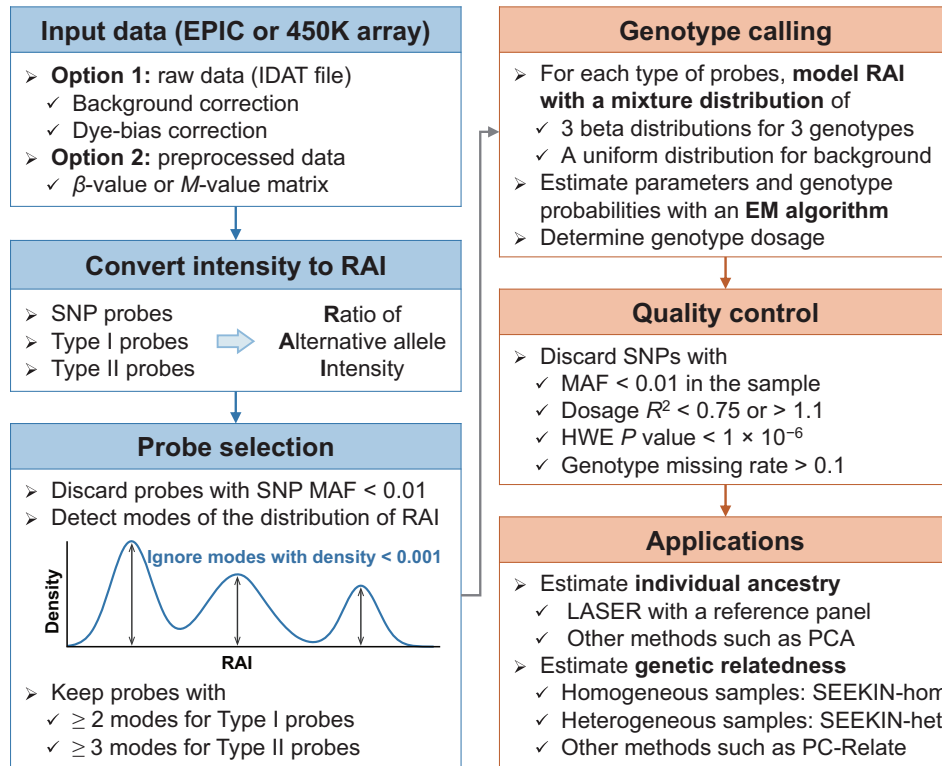 Input data (EPIC or 450K array)
➢ Option 1: raw data (IDAT file)
✓ Background correction
✓ Dye-bias correction
➢ Option 2: preprocessed data
✓ β-value or M-value matrix
Convert intensity to RAI
➢ SNP probes
➢ Type I probes
➢ Type II probes
Ratio of
Alternative allele
Intensity
Probe selection
➢ Discard probes with SNP MAF < 0.01
➢ Detect modes of the distribution of RAI
Ignore modes with density < 0.001
Density
RAI
➢ Keep probes with
✓ ≥ 2 modes for Type I probes
✓ ≥ 3 modes for Type II probes
Genotype calling
➢ For each type of probes, model RAI
with a mixture distribution of
✓ 3 beta distributions for 3 genotypes
✓ A uniform distribution for background
➢ Estimate parameters and genotype
probabilities with an EM algorithm
➢ Determine genotype dosage
Quality control
➢ Discard SNPs with
✓ MAF < 0.01 in the sample
✓ Dosage R² < 0.75 or > 1.1
✓ HWE P value < 1 × 10⁻⁶
✓ Genotype missing rate > 0.1
Applications
➢ Estimate individual ancestry
✓ LASER with a reference panel
✓ Other methods such as PCA
➢ Estimate genetic relatedness
✓ Homogeneous samples: SEEKIN-hom
✓ Heterogeneous samples: SEEKIN-het
✓ Other methods such as PC-Relate